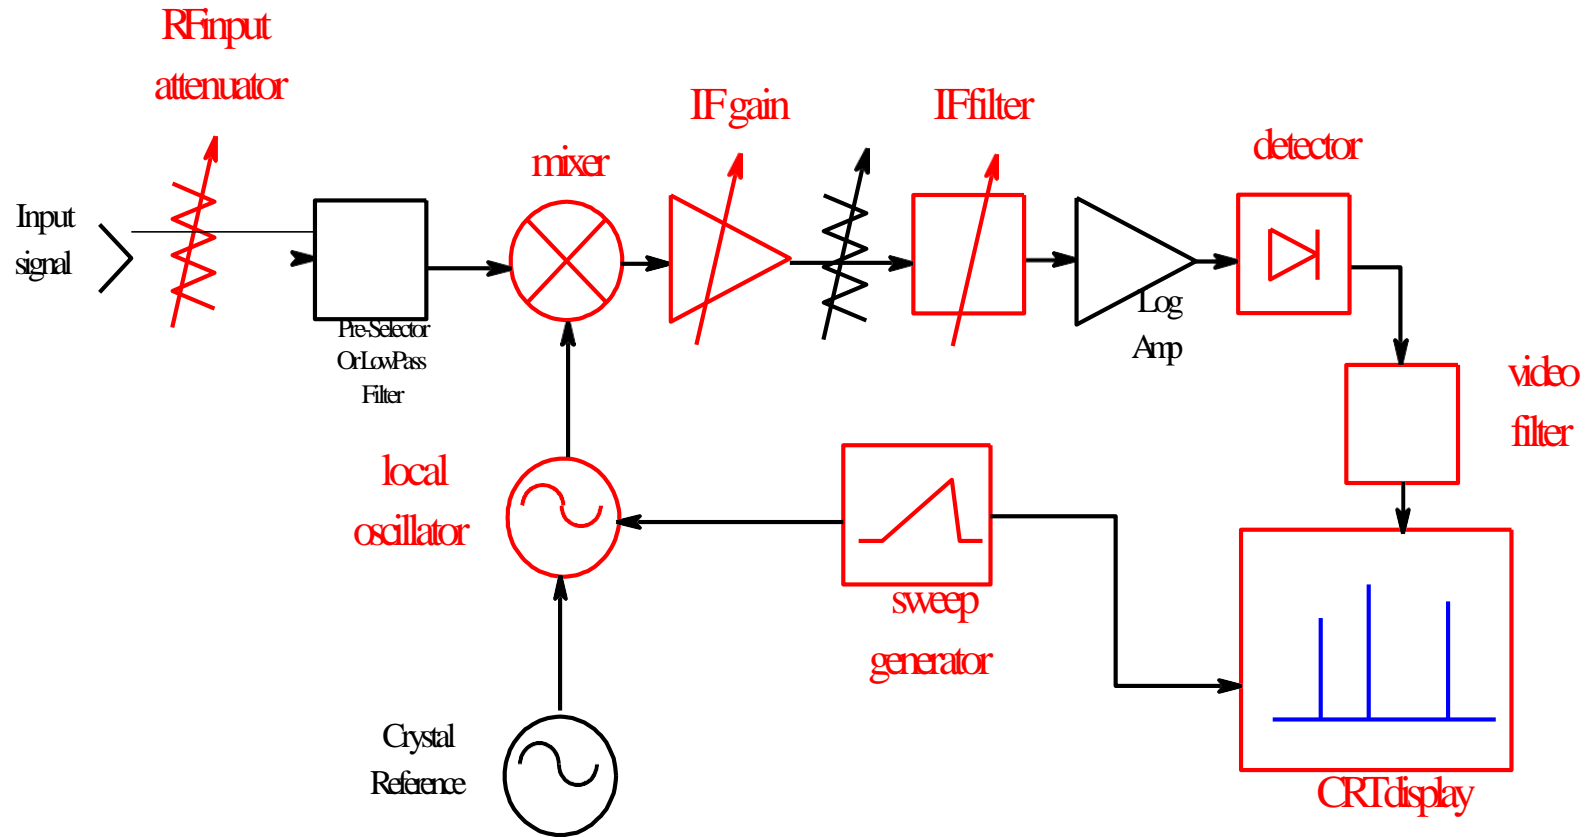 RF input
attenuator
Input
signal
Pre-Selector
Or Low Pass
Filter
mixer
IF gain
IF filter
Log
Amp
detector
video
filter
local
oscillator
sweep
generator
Crystal
Reference
CRT display